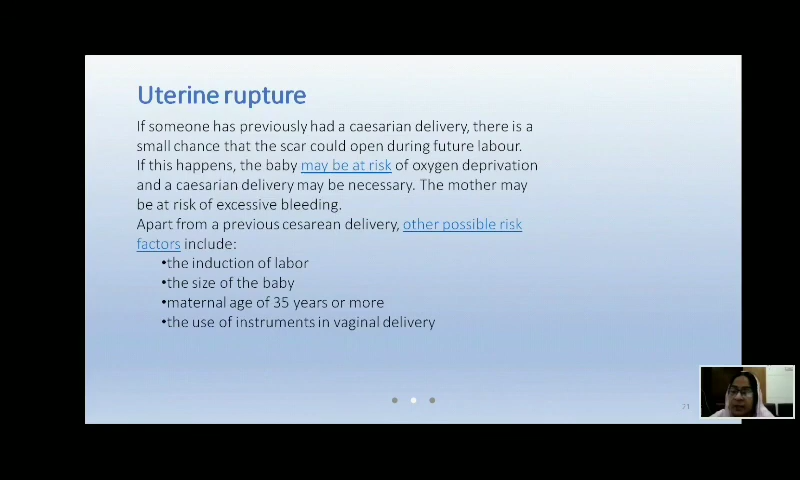 Uterine rupture
If someone has previously had a caesarian delivery, there is a
small chance that the scar could open during future labour.
If this happens, the baby may be at risk of oxygen deprivation
and a caesarian delivery may be necessary. The mother may
be at risk of excessive bleeding.
Apart from a previous cesarean delivery, other possible risk
factors include:
•the induction of labor
•the size of the baby
•maternal age of 35 years or more
•the use of instruments in vaginal delivery
21